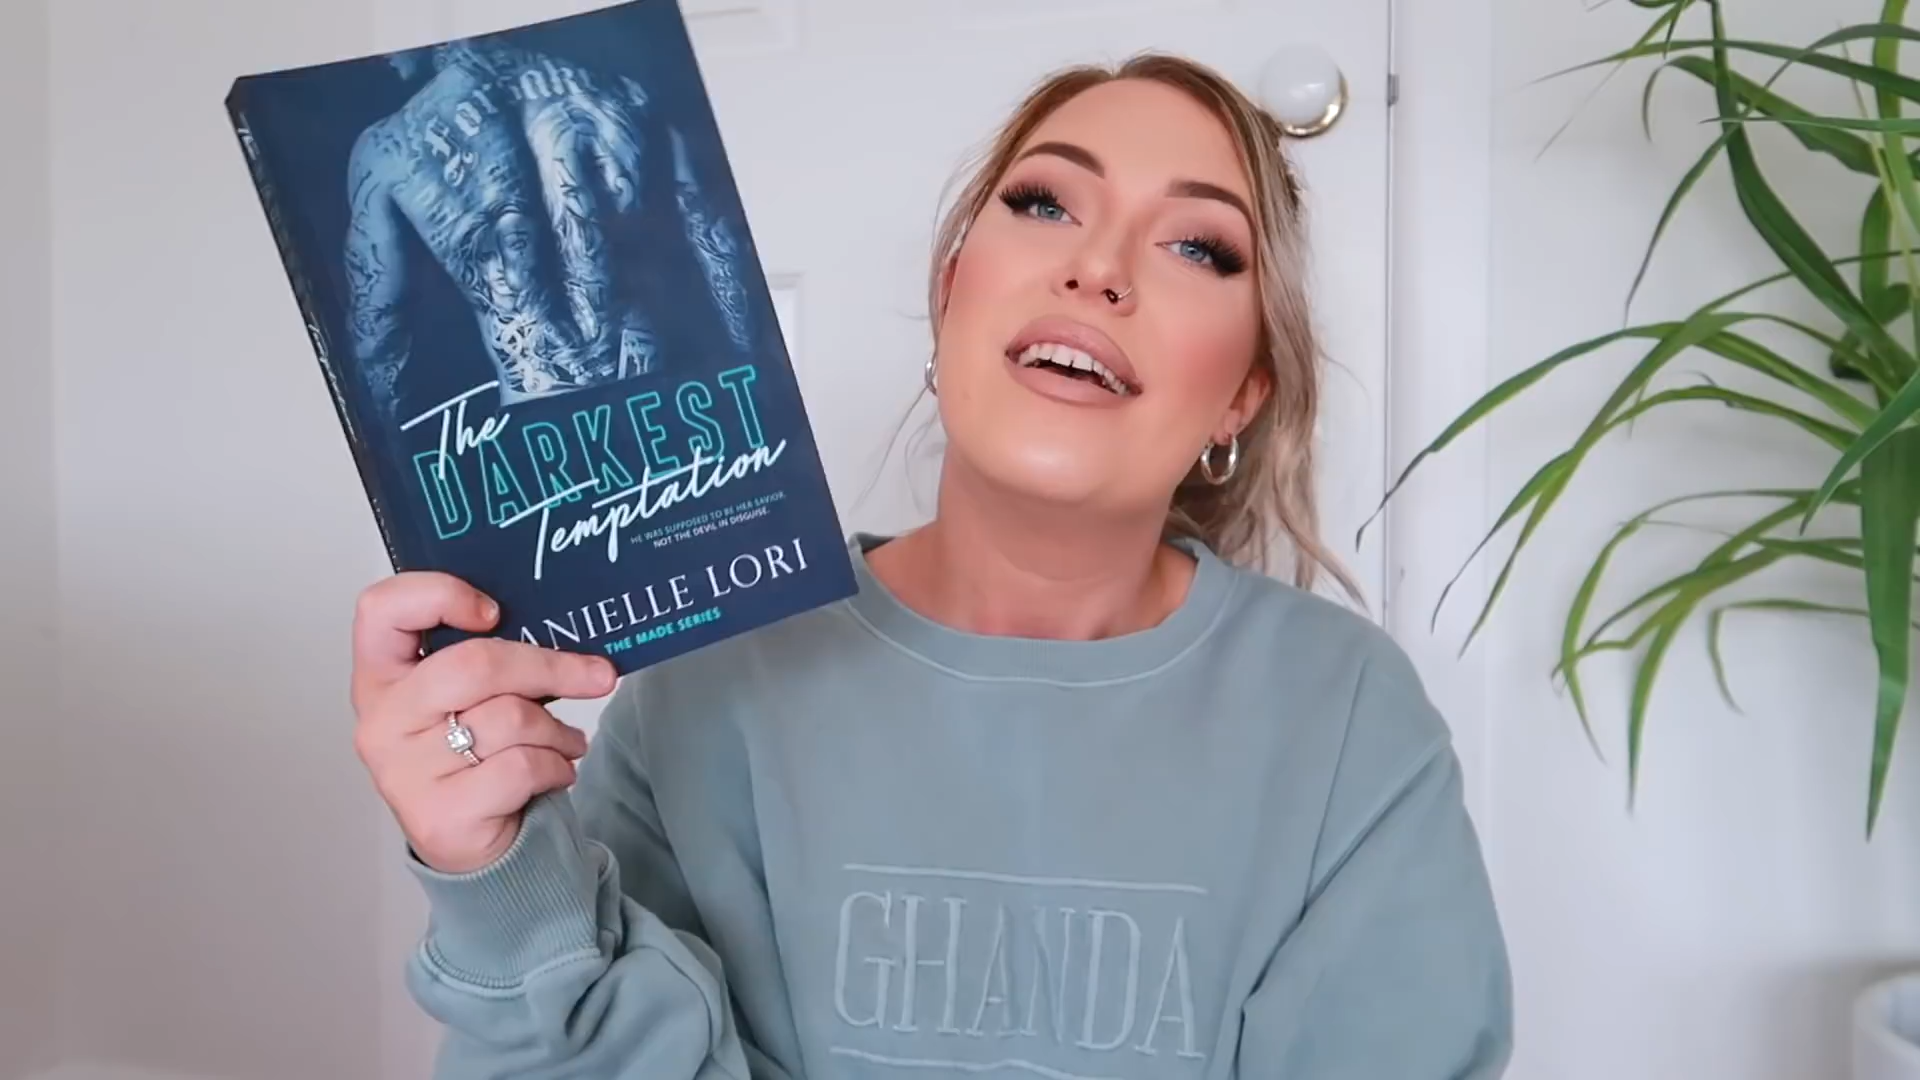 The
DARKEST
Temptation
HE WAS SUPPOSED TO BE HER SAVIOR,
NOT THE DEVIL IN DISGUISE.
ANIELLE LORI
THE MADE SERIES
GHANDA